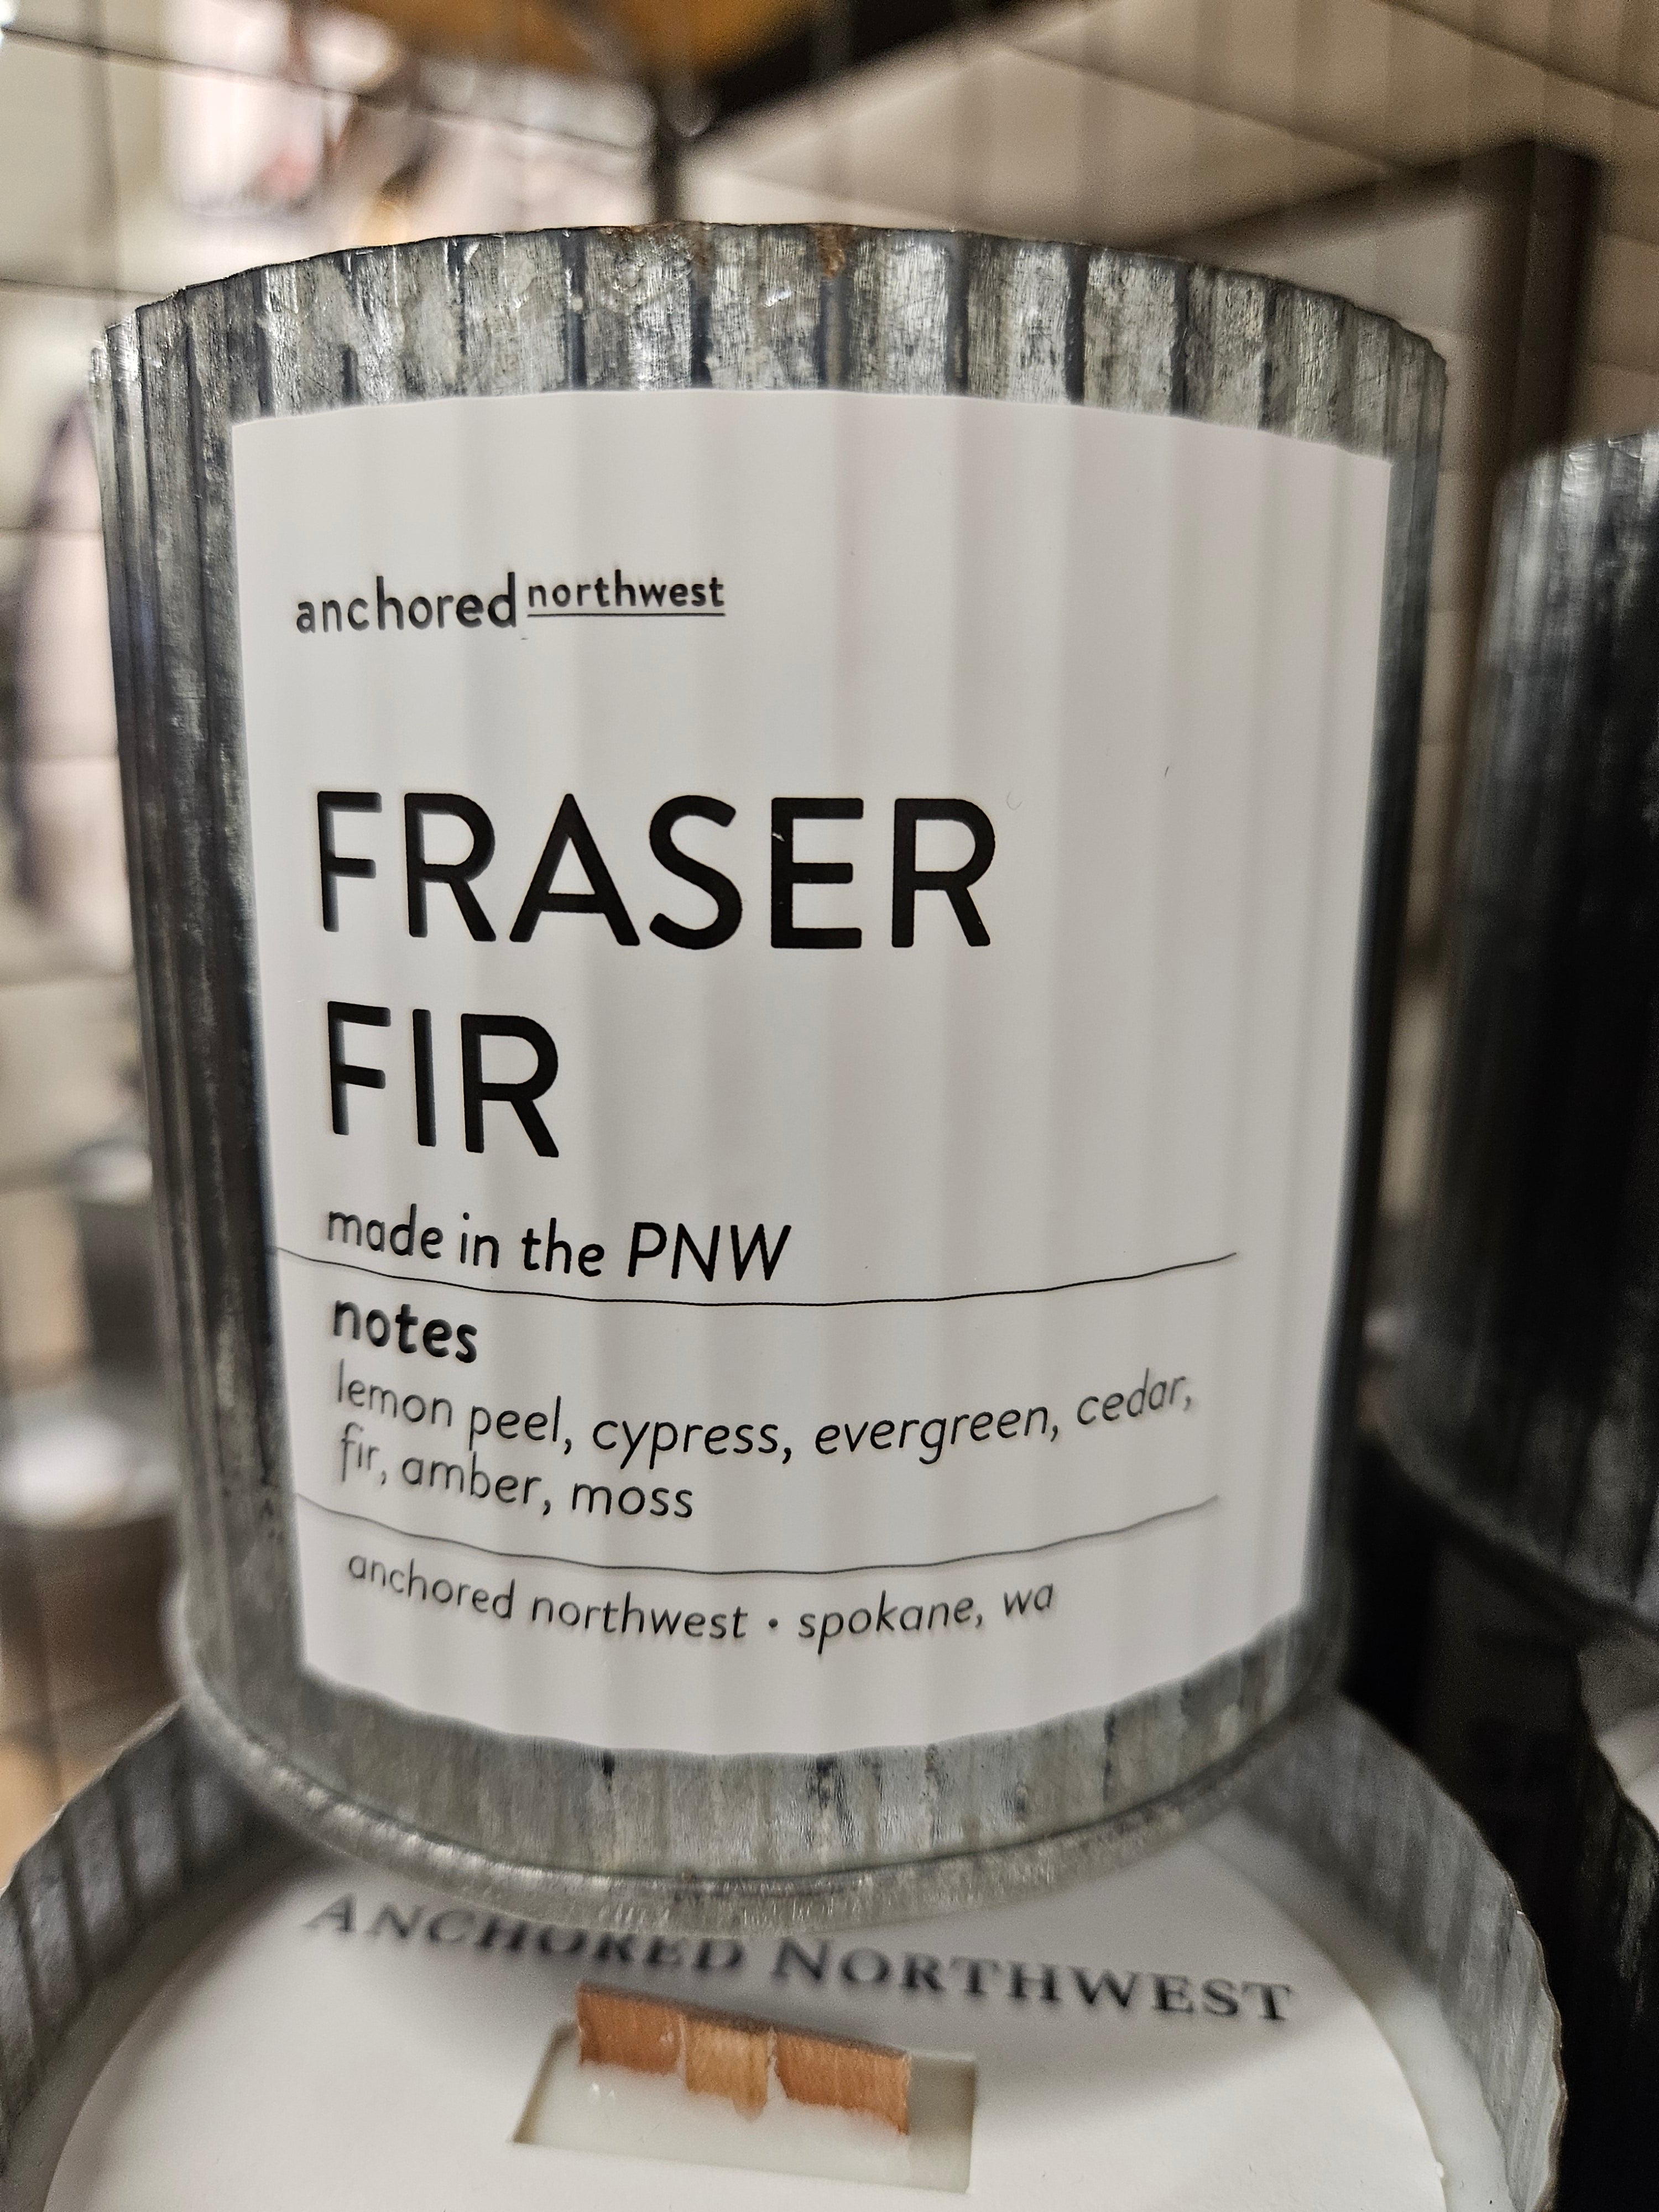 anchored northwest
FRASER
FIR
made in the PNW
notes
lemon peel, cypress, evergreen, cedar,
fir, amber, moss
anchored northwest • spokane, wa
ANCHORED NORTHWEST